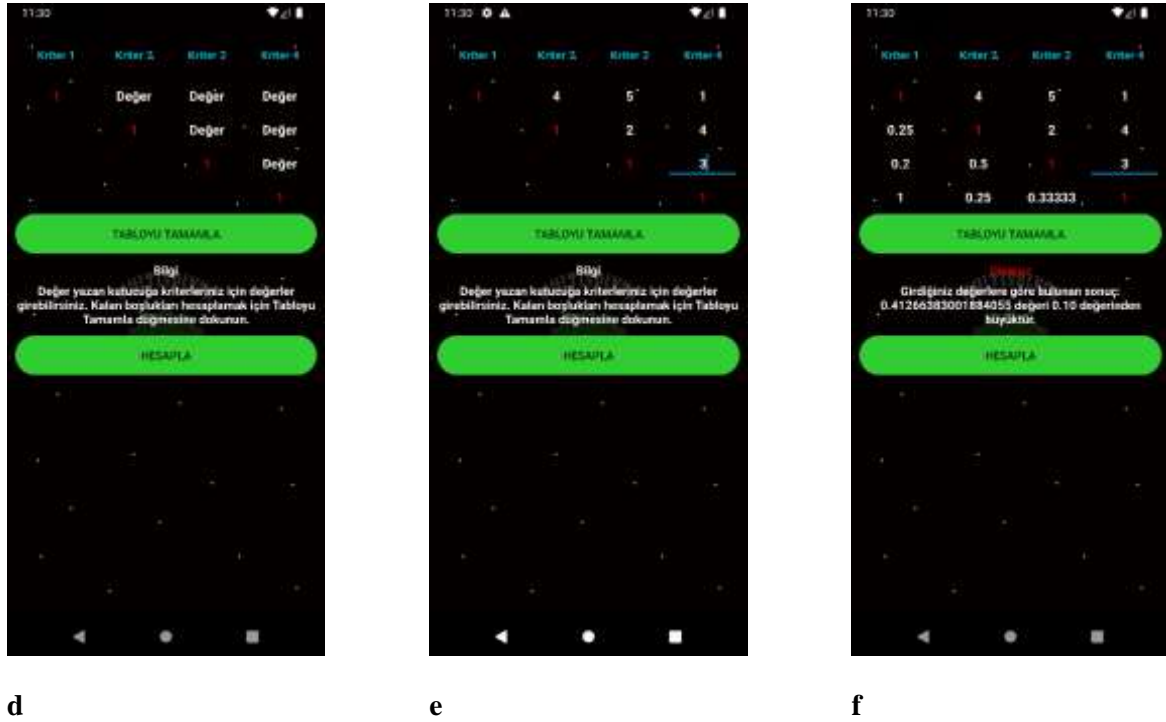 11:30
Kriter 1 Kriter 2 Kriter 3 Kriter 4
1 Değer Değer Değer
1 Değer Değer
1 Değer
1
TABLOYU TAMAMLA
Bilgi
Değer yazan kutucuğa kriterleriniz için değerler
girebilirsiniz. Kalan boşlukları hesaplamak için Tabloyu
Tamamla düğmesine dokunun.
HESAPLA
d
11:30
Kriter 1 Kriter 2 Kriter 3 Kriter 4
1 4 5 1
1 2 4
1 3
1
TABLOYU TAMAMLA
Bilgi
Değer yazan kutucuğa kriterleriniz için değerler
girebilirsiniz. Kalan boşlukları hesaplamak için Tabloyu
Tamamla düğmesine dokunun.
HESAPLA
e
11:30
Kriter 1 Kriter 2 Kriter 3 Kriter 4
1 4 5 1
0.25 1 2 4
0.2 0.5 1 3
1 0.25 0.33333 1
TABLOYU TAMAMLA
Girdiğiniz değerlere göre bulunan sonuç:
0.41266383001884055 değeri 0.10 değerinden
büyüktür.
HESAPLA
f